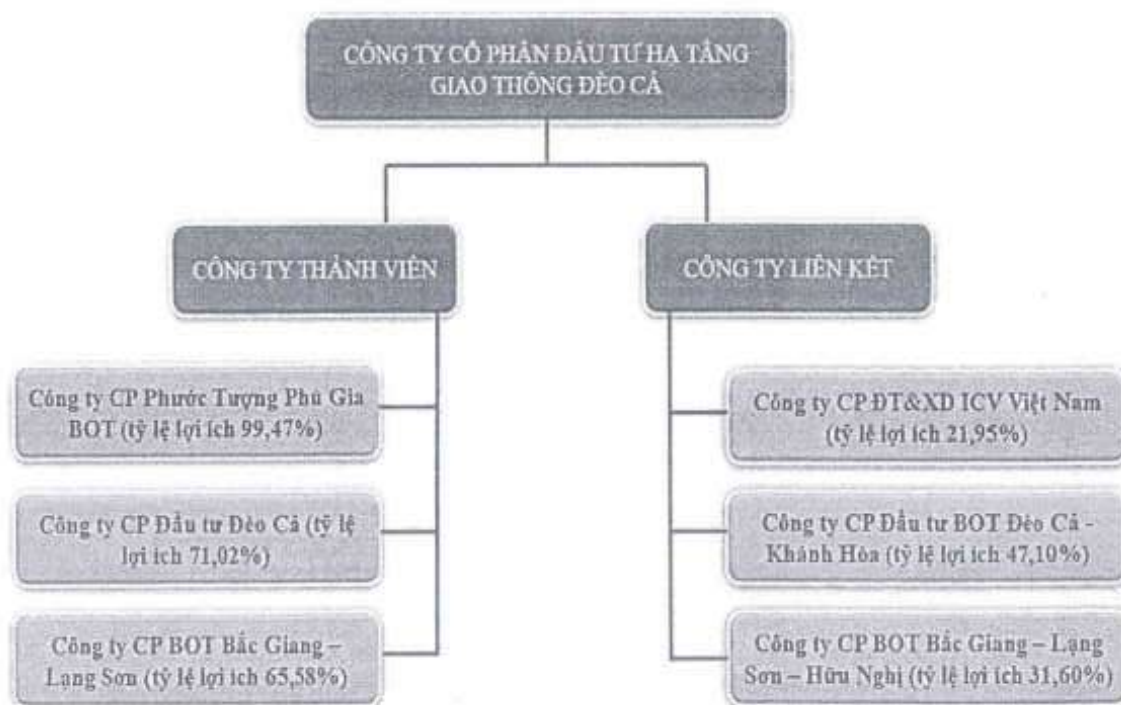 CÔNG TY CỔ PHẦN ĐẦU TƯ HẠ TẦNG
GIAO THÔNG ĐÈO CẢ
CÔNG TY THÀNH VIÊN
Công ty CP Phước Tượng Phú Gia
BOT (tỷ lệ lợi ích 99,47%)
Công ty CP Đầu tư Đèo Cả (tỷ lệ
lợi ích 71,02%)
Công ty CP BOT Bắc Giang –
Lạng Sơn (tỷ lệ lợi ích 65,58%)
CÔNG TY LIÊN KẾT
Công ty CP ĐT&XD ICV Việt Nam
(tỷ lệ lợi ích 21,95%)
Công ty CP Đầu tư BOT Đèo Cả -
Khánh Hòa (tỷ lệ lợi ích 47,10%)
Công ty CP BOT Bắc Giang – Lạng
Sơn – Hữu Nghị (tỷ lệ lợi ích 31,60%)